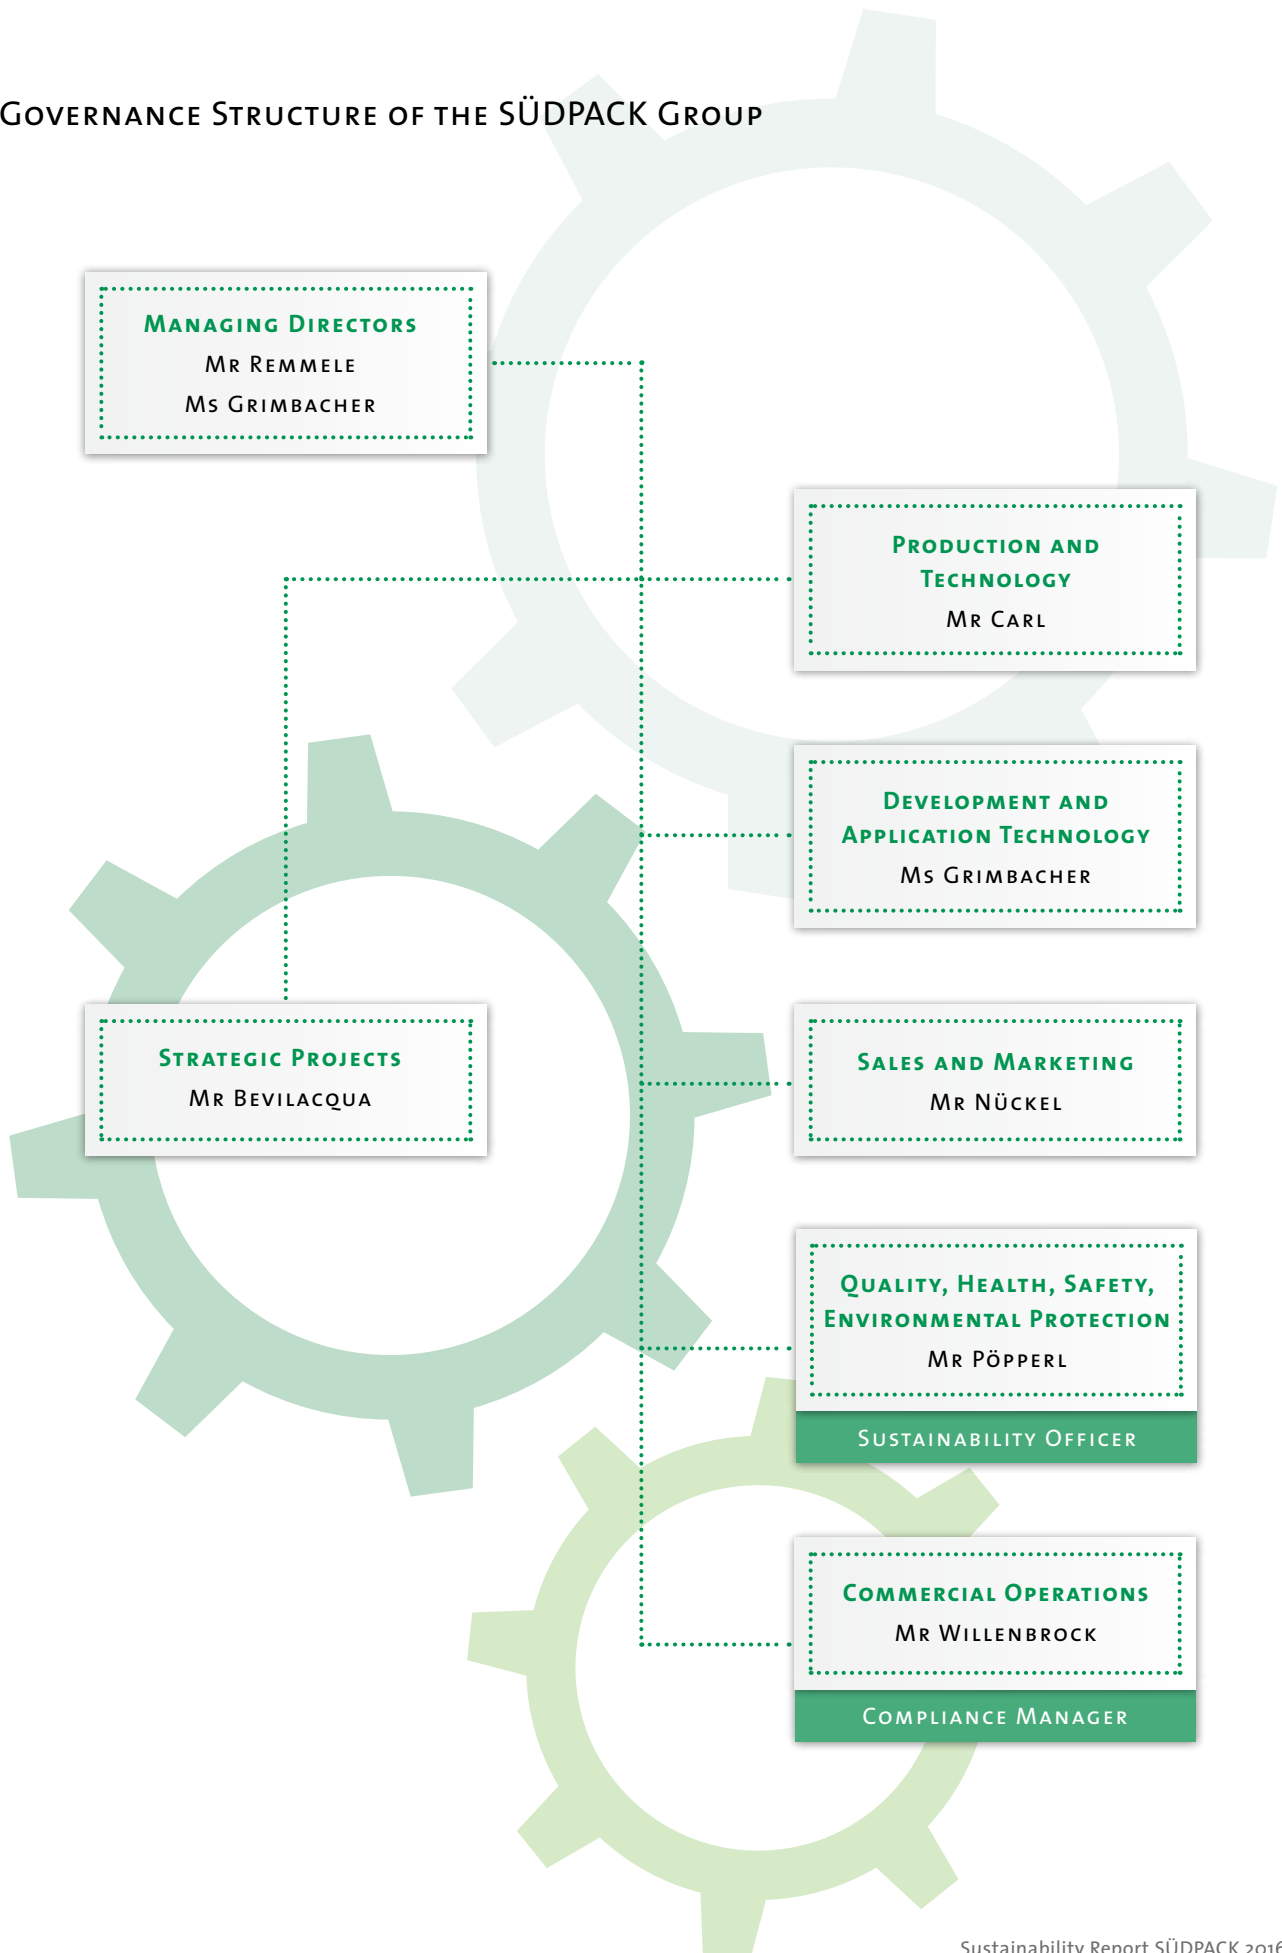 Governance Structure of the SÜDPACK Group
Managing Directors
Mr Remmele
Ms Grimbacher
Production and
Technology
Mr Carl
Development and
Application Technology
Ms Grimbacher
Strategic Projects
Mr Bevilacqua
Sales and Marketing
Mr Nückel
Quality, Health, Safety,
Environmental Protection
Mr Pöpperl
Sustainability Officer
Commercial Operations
Mr Willenbrock
Compliance Manager
Sustainability Report SÜDPACK 2016